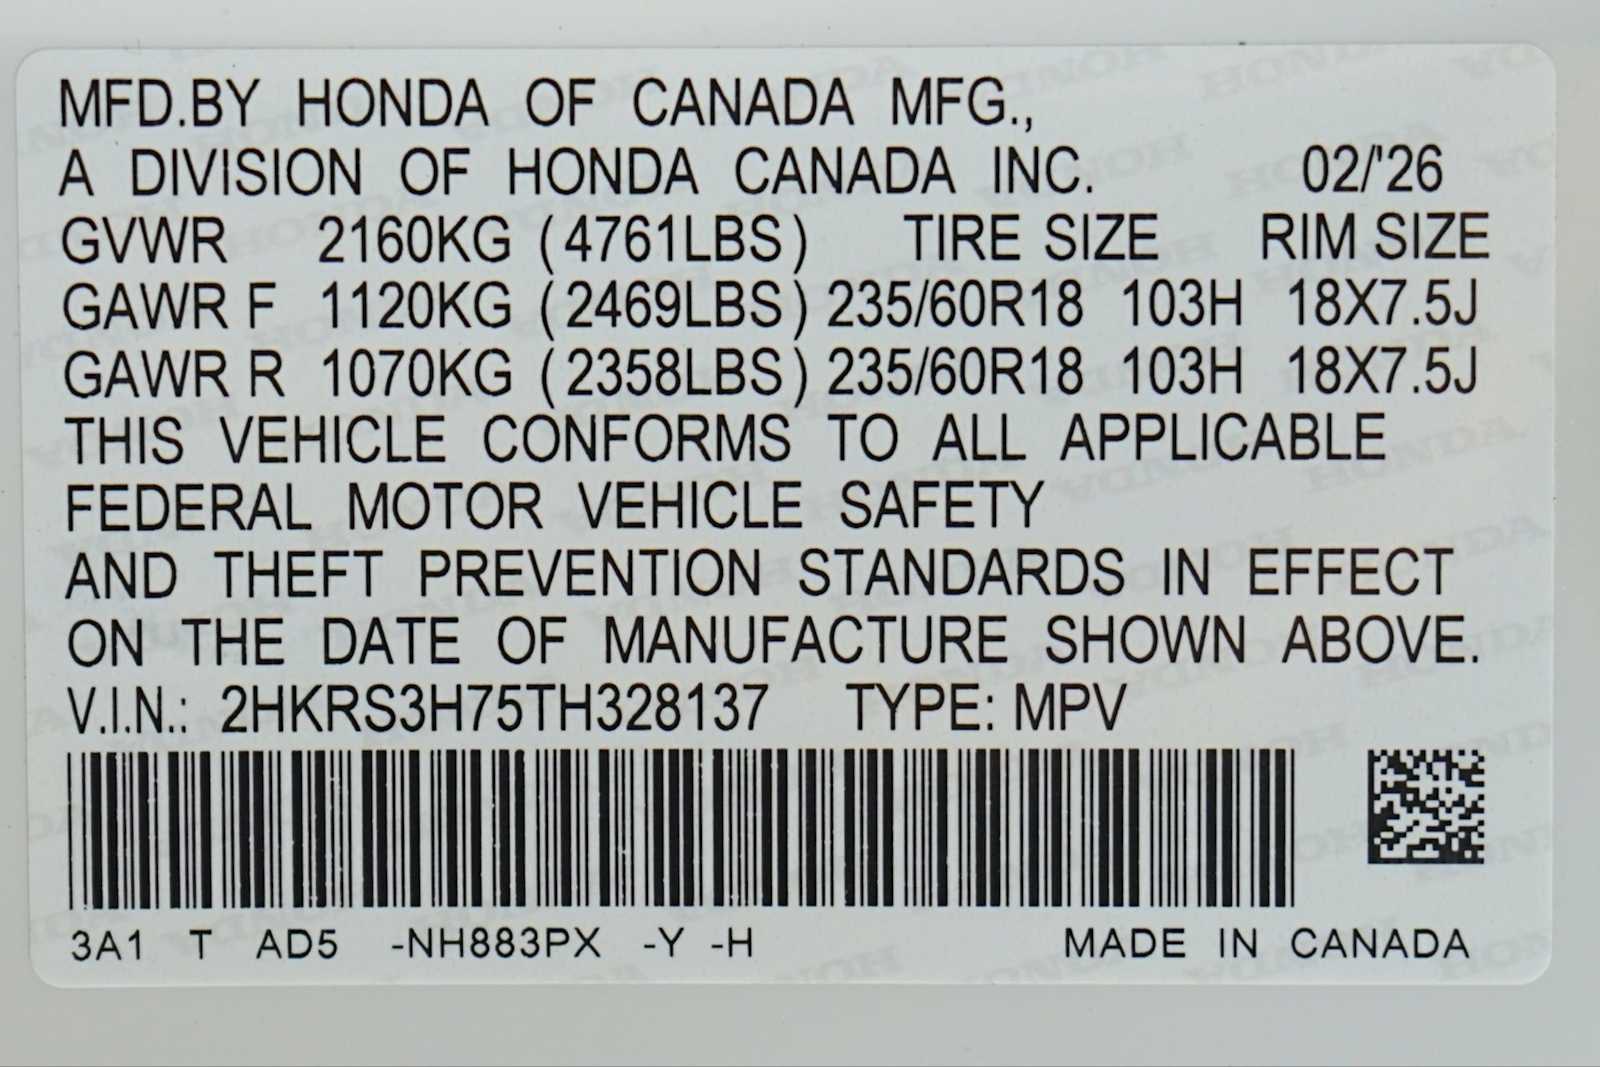 MFD.BY HONDA OF CANADA MFG.,
A DIVISION OF HONDA CANADA INC. 02/'26
GVWR 2160KG (4761LBS) TIRE SIZE RIM SIZE
GAWR F 1120KG (2469LBS) 235/60R18 103H 18X7.5J
GAWR R 1070KG (2358LBS) 235/60R18 103H 18X7.5J
THIS VEHICLE CONFORMS TO ALL APPLICABLE
FEDERAL MOTOR VEHICLE SAFETY
AND THEFT PREVENTION STANDARDS IN EFFECT
ON THE DATE OF MANUFACTURE SHOWN ABOVE.
V.I.N.: 2HKRS3H75TH328137 TYPE: MPV
3A1 T AD5 -NH883PX -Y -H MADE IN CANADA